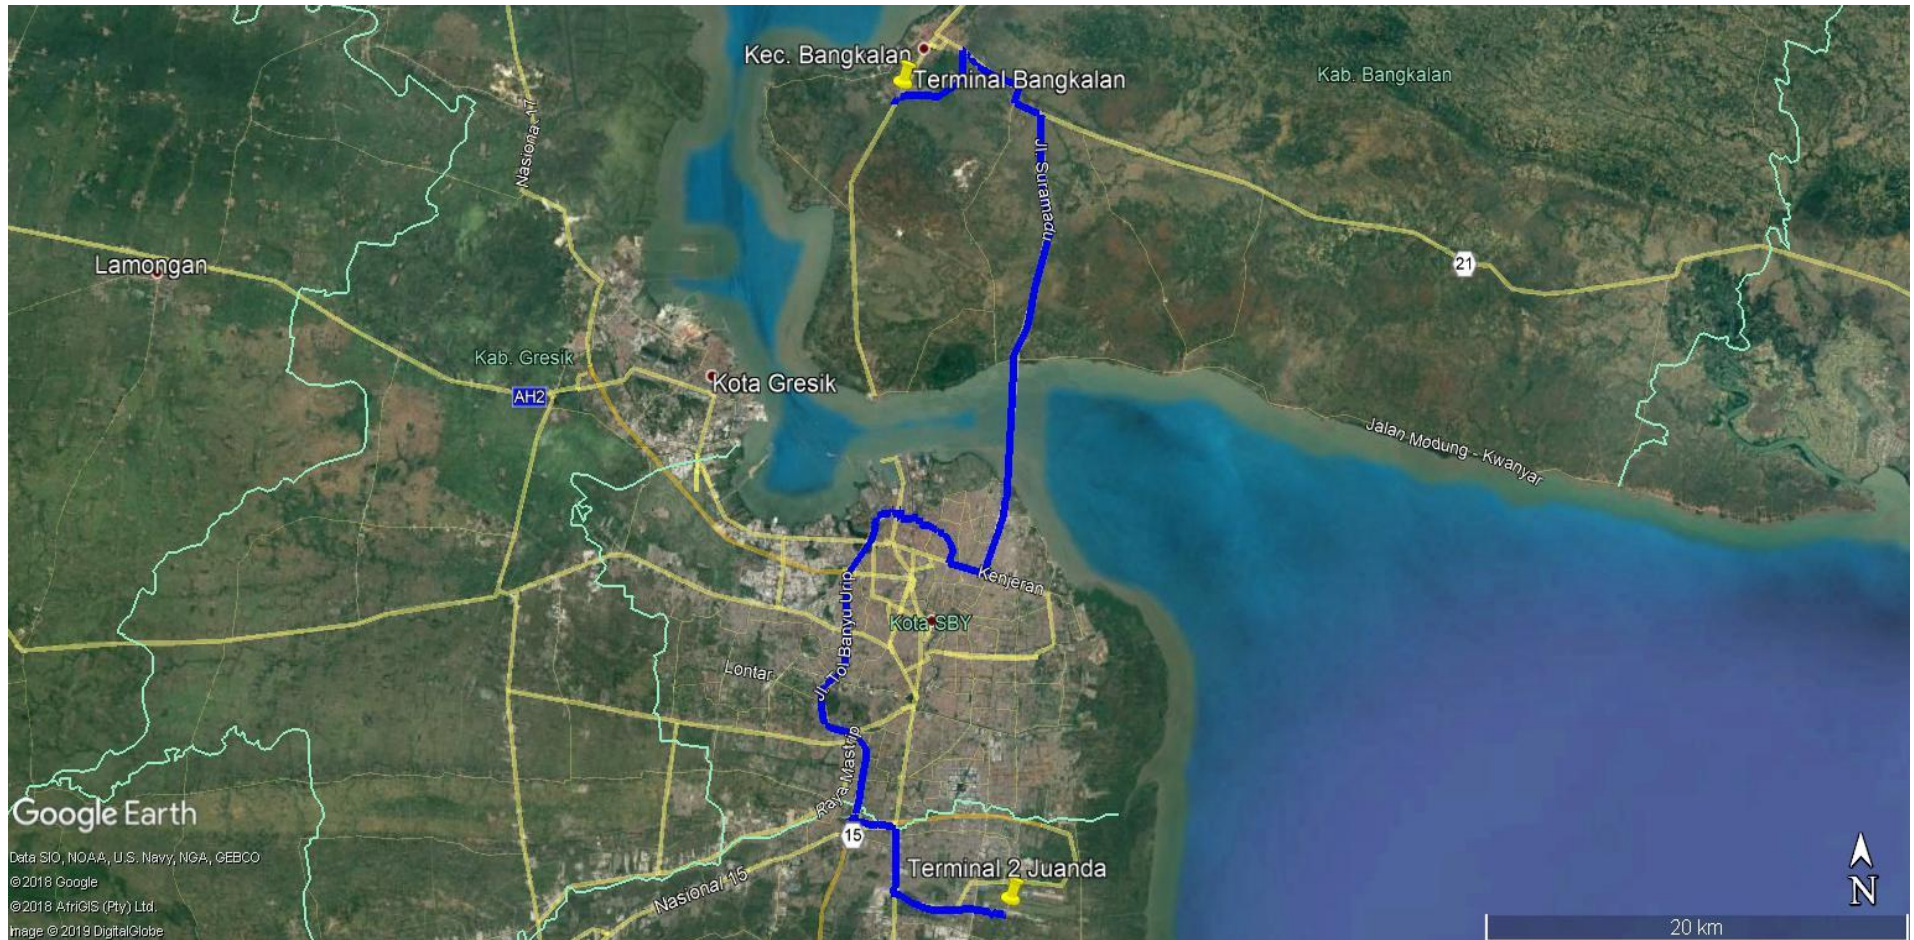 Kec. Bangkalan
Terminal Bangkalan
Kab. Bangkalan
Nasional 17
Jl. Suramadu
Lamongan
21
Kab. Gresik
Kota Gresik
AH2
Jalan Modung - Kwanyar
Kenjeran
Jl. Tol Banyu Urip
Kota SBY
Lontar
Raya Mastrip
Google Earth
15
Data SIO, NOAA, U.S. Navy, NGA, GEBCO
© 2018 Google
© 2018 AfriGIS (Pty) Ltd.
Image © 2019 DigitalGlobe
Terminal 2 Juanda
Nasional 15
N
20 km